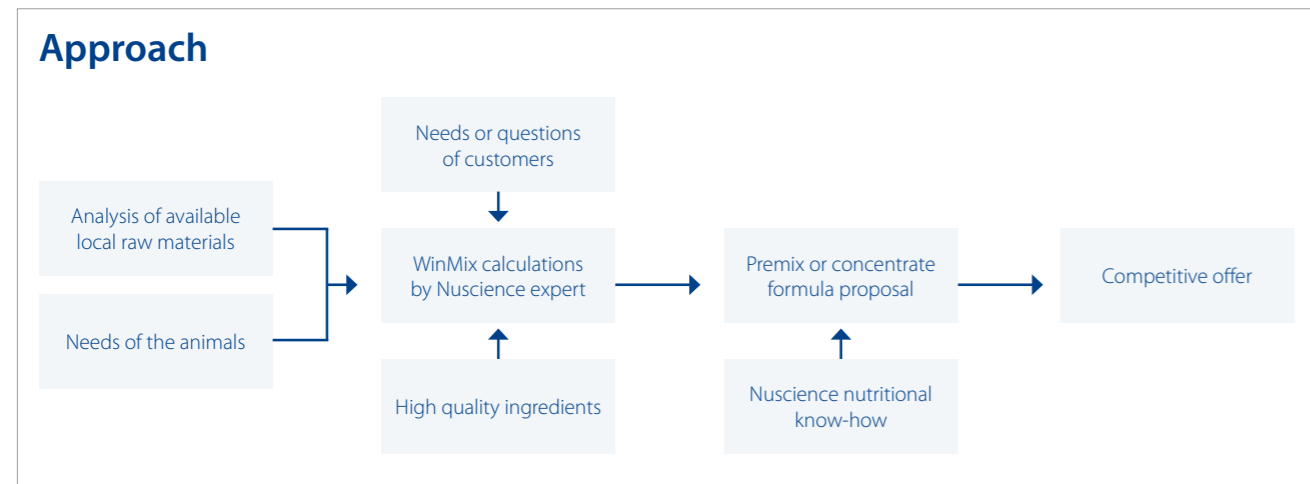 Approach
Needs or questions
of customers
Analysis of available
local raw materials
Needs of the animals
WinMix calculations
by Nuscience expert
High quality ingredients
Premix or concentrate
formula proposal
Nuscience nutritional
know-how
Competitive offer